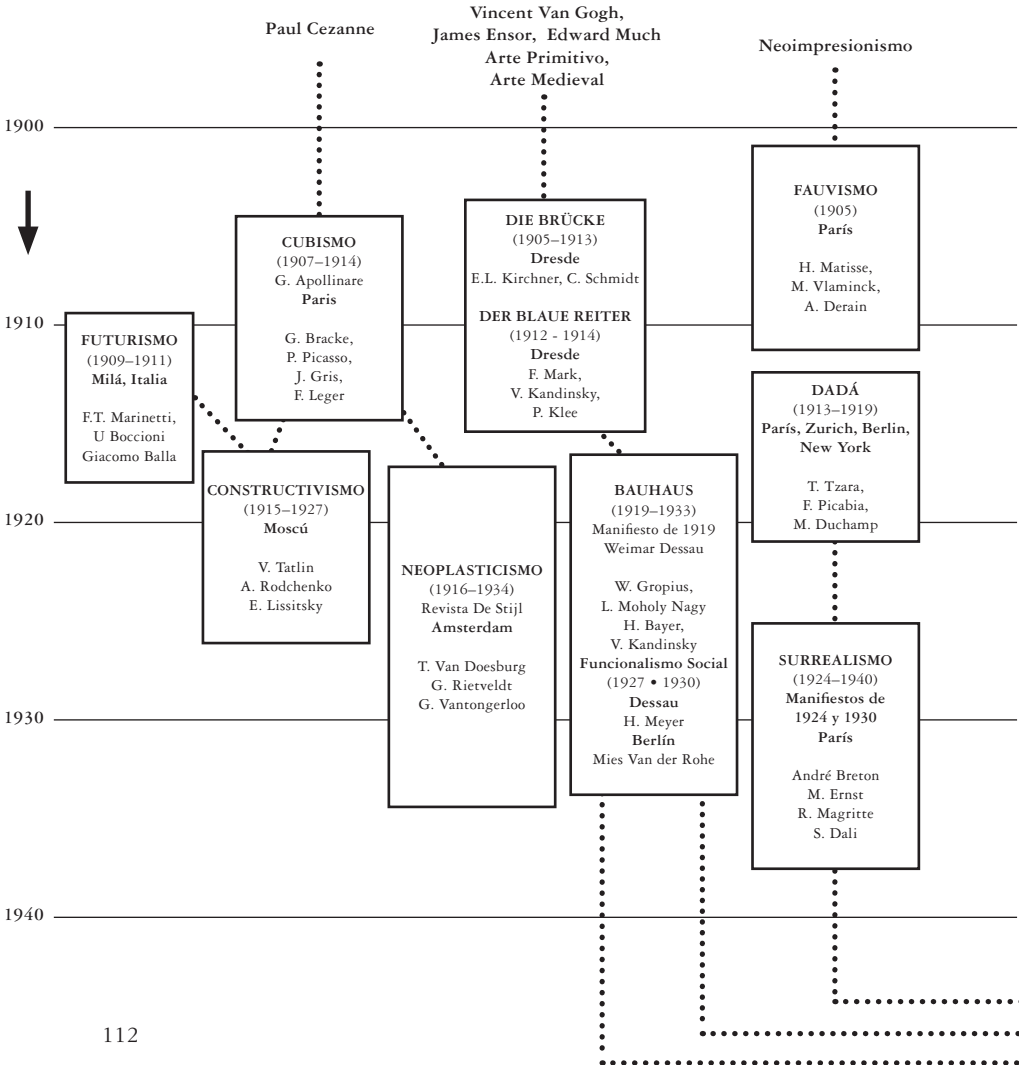 Paul Cezanne
Vincent Van Gogh,
James Ensor, Edward Much
Arte Primitivo,
Arte Medieval
Neoimpresionismo
1900
1910
1920
1930
1940
FUTURISMO
(1909–1911)
Milá, Italia
F.T. Marinetti,
U Boccioni
Giacomo Balla
CUBISMO
(1907–1914)
G. Apollinare
Paris
G. Bracke,
P. Picasso,
J. Gris,
F. Leger
CONSTRUCTIVISMO
(1915–1927)
Moscú
V. Tatlin
A. Rodchenko
E. Lissitsky
NEOPLASTICISMO
(1916–1934)
Revista De Stijl
Amsterdam
T. Van Doesburg
G. Rietveldt
G. Vantongerloo
DIE BRÜCKE
(1905–1913)
Dresde
E.L. Kirchner, C. Schmidt
DER BLAUE REITER
(1912 - 1914)
Dresde
F. Mark,
V. Kandinsky,
P. Klee
BAUHAUS
(1919–1933)
Manifiesto de 1919
Weimar Dessau
W. Gropius,
L. Moholy Nagy
H. Bayer,
V. Kandinsky
Funcionalismo Social
(1927 • 1930)
Dessau
H. Meyer
Berlín
Mies Van der Rohe
FAUVISMO
(1905)
París
H. Matisse,
M. Vlaminck,
A. Derain
DADÁ
(1913–1919)
París, Zurich, Berlin,
New York
T. Tzara,
F. Picabia,
M. Duchamp
SURREALISMO
(1924–1940)
Manifiestos de
1924 y 1930
París
André Breton
M. Ernst
R. Magritte
S. Dali
112